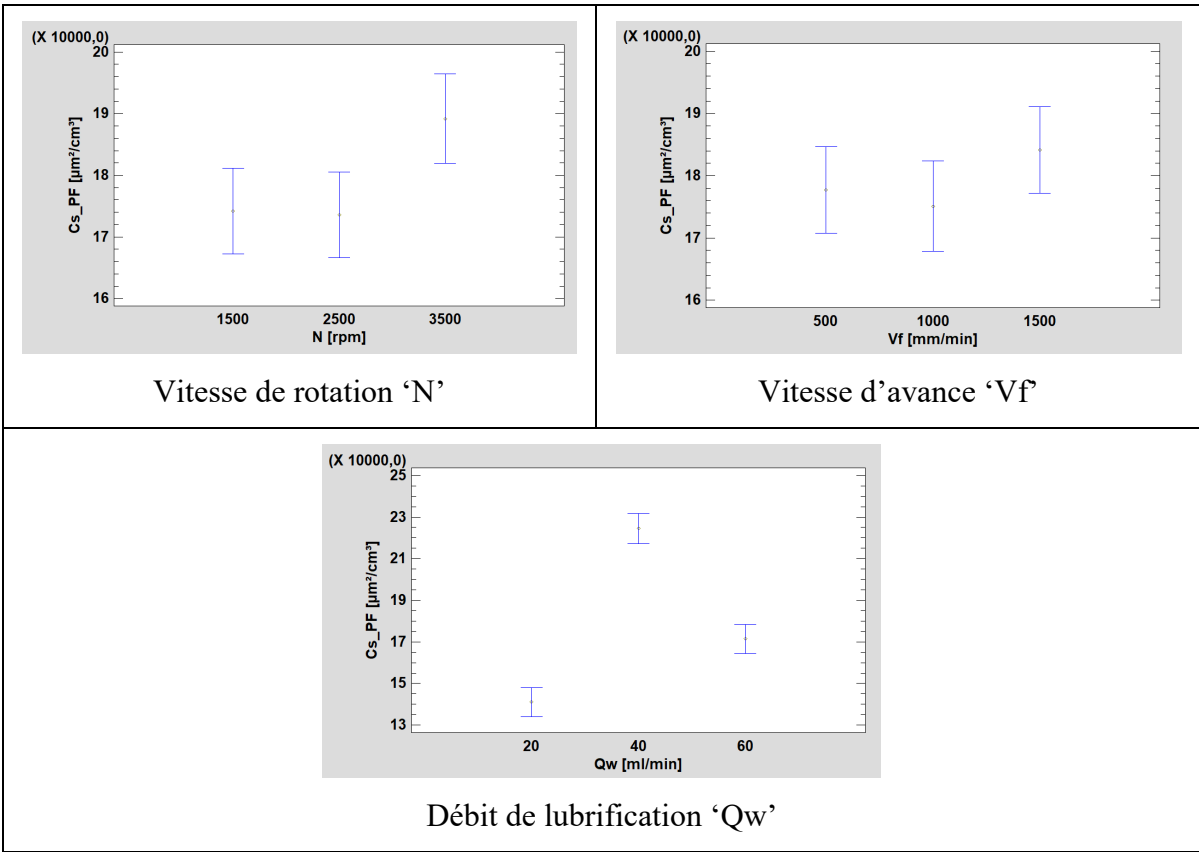 (X 10000,0)
20
19
18
17
16
Cs_PF [µm²/cm³]
1500 2500 3500
N [rpm]
Vitesse de rotation ‘N’
(X 10000,0)
20
19
18
17
16
Cs_PF [µm²/cm³]
500 1000 1500
Vf [mm/min]
Vitesse d’avance ‘Vf’
(X 10000,0)
25
23
21
19
17
15
13
Cs_PF [µm²/cm³]
20 40 60
Qw [ml/min]
Débit de lubrification ‘Qw’